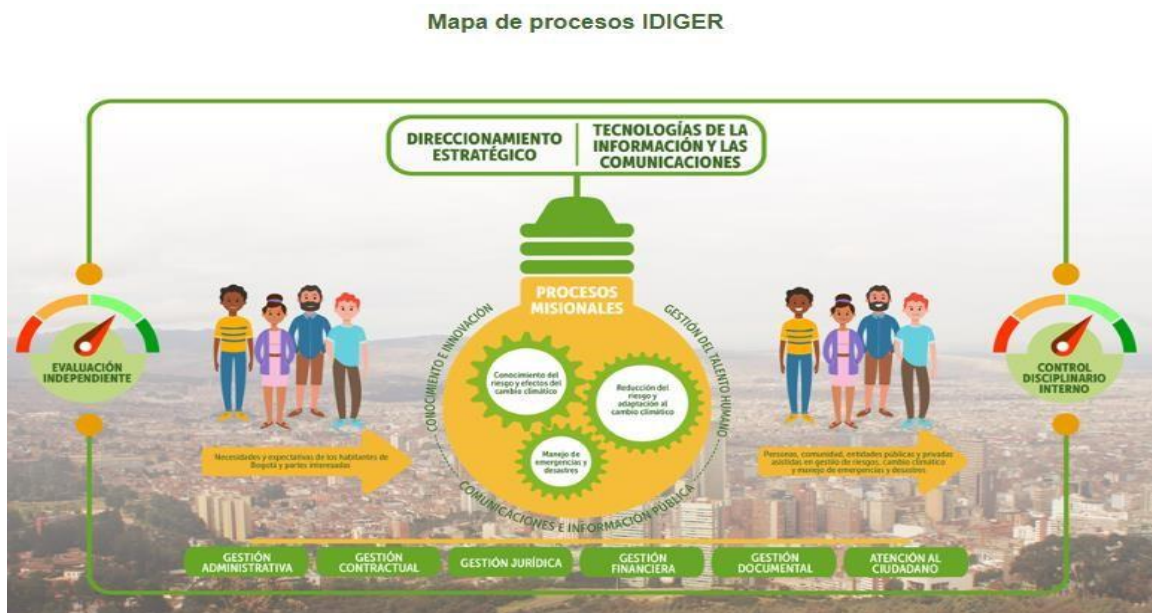 Mapa de procesos IDIGER
DIRECCIONAMIENTO
ESTRATÉGICO
TECNOLOGÍAS DE LA
INFORMACIÓN Y LAS
COMUNICACIONES
PROCESOS
MISIONALES
CONOCIMIENTO E INNOVACIÓN
GESTIÓN DEL TALENTO HUMANO
COMUNICACIONES E INFORMACIÓN PÚBLICA
Conocimiento del
riesgo y efectos del
cambio climático
Reducción del
riesgo y
adaptación al
cambio climático
Manejo de
emergencias y
desastres
EVALUACIÓN
INDEPENDIENTE
CONTROL
DISCIPLINARIO
INTERNO
Necesidades y expectativas de los habitantes de
Bogotá y partes interesadas
Personas, comunidad, entidades públicas y privadas
asistidas en gestión de riesgos, cambio climático
y manejo de emergencias y desastres
GESTIÓN
ADMINISTRATIVA
GESTIÓN
CONTRACTUAL
GESTIÓN JURÍDICA
GESTIÓN
FINANCIERA
GESTIÓN
DOCUMENTAL
ATENCIÓN AL
CIUDADANO